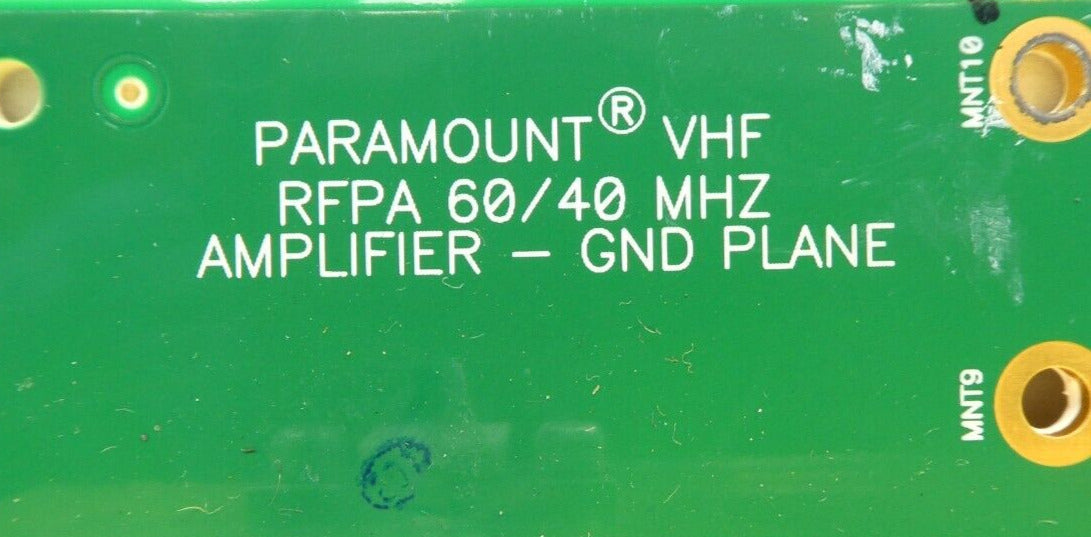 PARAMOUNT® VHF
RFPA 60/40 MHZ
AMPLIFIER – GND PLANE
MNT10
MNT9